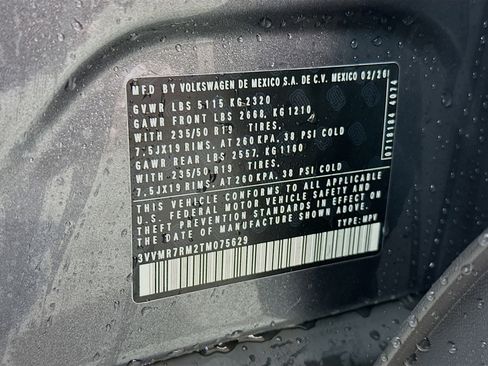 MFD BY VOLKSWAGEN DE MEXICO S.A. DE C.V. MEXICO 02/26
GVWR LBS 5115 KG 2320
GAWR FRONT LBS 2668, KG 1210
WITH 235/50 R19 TIRES.
7,5JX19 RIMS, AT 260 KPA, 38 PSI COLD
GAWR REAR LBS 2557, KG 1160
WITH 235/50 R19 TIRES.
7,5JX19 RIMS, AT 260 KPA, 38 PSI COLD
THIS VEHICLE CONFORMS TO ALL APPLICABLE
U.S. FEDERAL MOTOR VEHICLE SAFETY AND
THEFT PREVENTION STANDARDS IN EFFECT ON
THE DATE OF MANUFACTURE SHOWN ABOVE.
3VVMR7RM2TM075629 TYPE: MPV